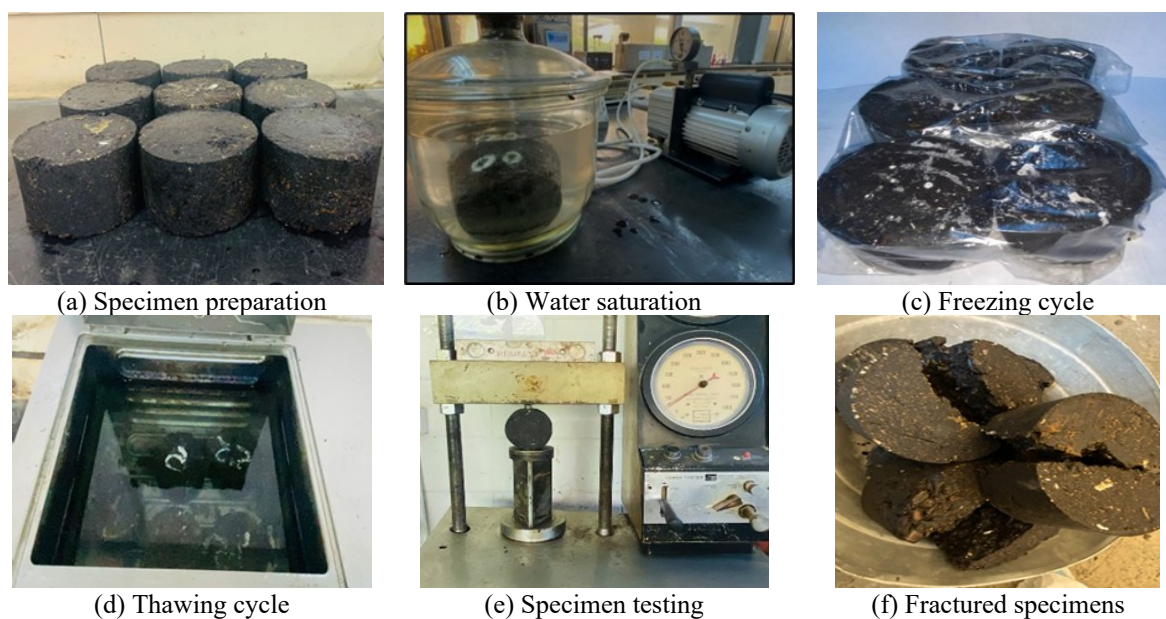 (a) Specimen preparation
(b) Water saturation
(c) Freezing cycle
(d) Thawing cycle
(e) Specimen testing
(f) Fractured specimens